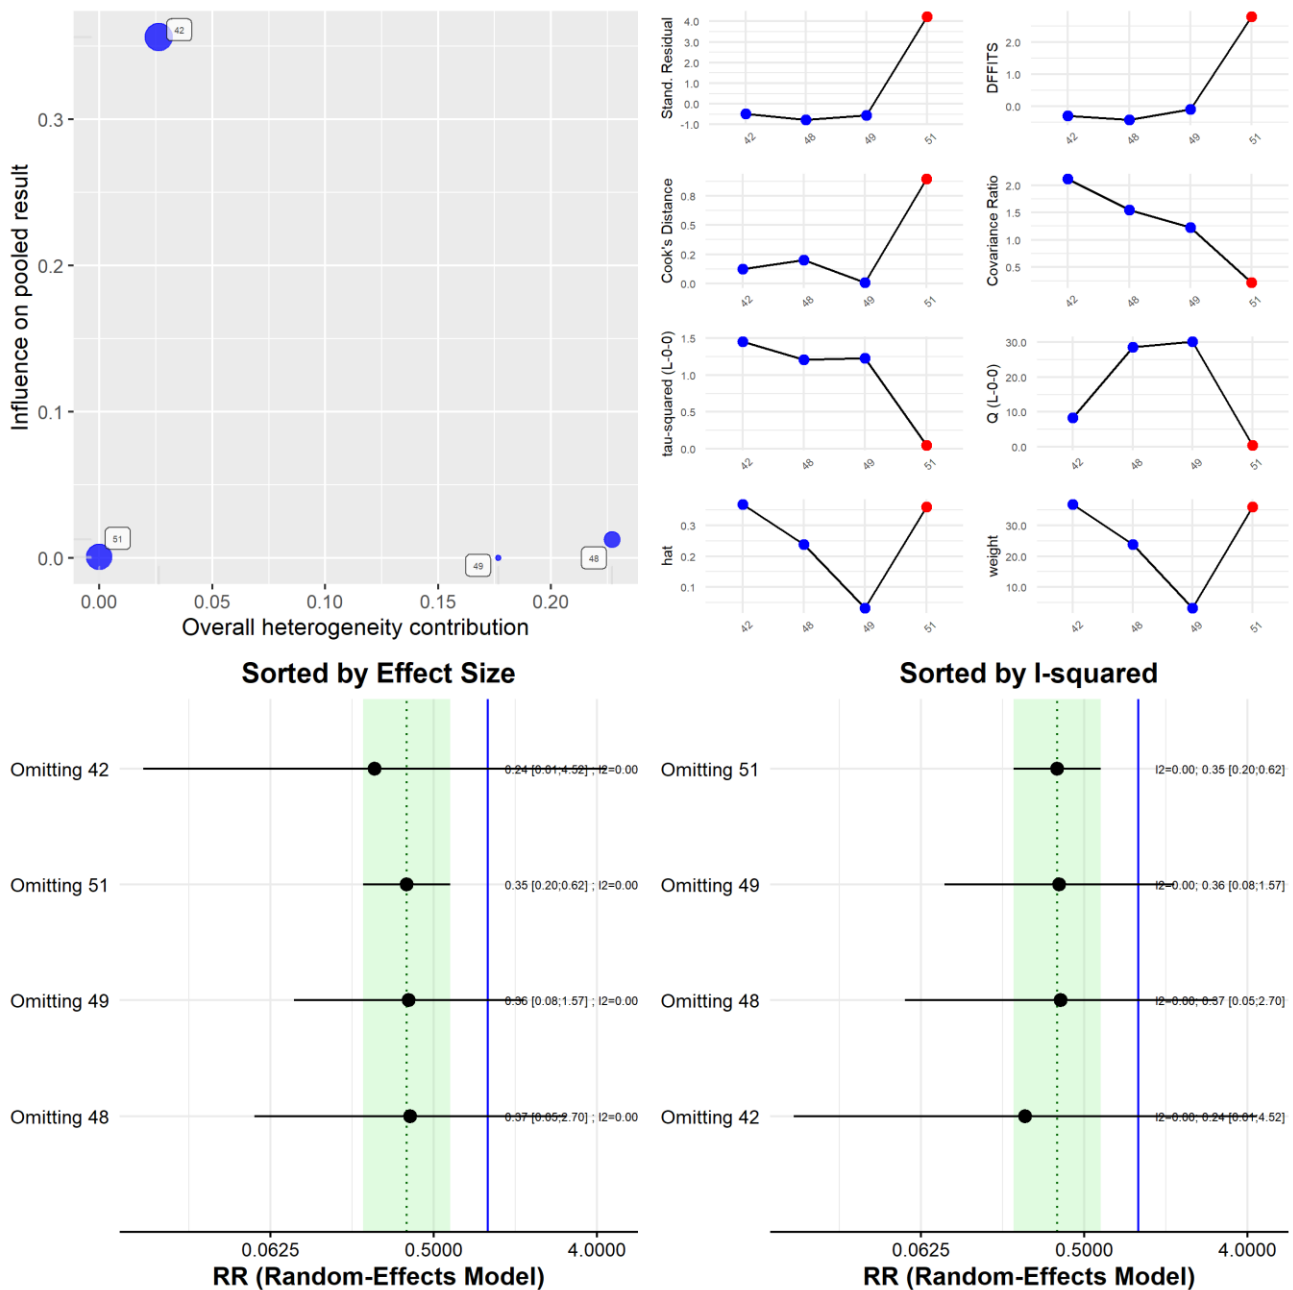 Influence on pooled result
0.3
0.2
0.1
0.0
42
51
49
48
0.00
0.05
0.10
0.15
0.20
Overall heterogeneity contribution
Stand. Residual
4.0
3.0
2.0
1.0
0.0
-1.0
42
48
49
51
DFFITS
2.0
1.0
0.0
42
48
49
51
Cook's Distance
0.8
0.5
0.2
0.0
42
48
49
51
Covariance Ratio
2.0
1.5
1.0
0.5
42
48
49
51
tau-squared (L-0-0)
1.5
1.0
0.5
0.0
42
48
49
51
Q (L-0-0)
30.0
20.0
10.0
0.0
42
48
49
51
hat
0.3
0.2
0.1
42
48
49
51
weight
30.0
20.0
10.0
42
48
49
51
Sorted by Effect Size
Omitting 42
0.24 [0.01;4.52] ; I2=0.00
Omitting 51
0.35 [0.20;0.62] ; I2=0.00
Omitting 49
0.36 [0.08;1.57] ; I2=0.00
Omitting 48
0.37 [0.05;2.70] ; I2=0.00
0.0625
0.5000
4.0000
RR (Random-Effects Model)
Sorted by I-squared
Omitting 51
I2=0.00; 0.35 [0.20;0.62]
Omitting 49
I2=0.00; 0.36 [0.08;1.57]
Omitting 48
I2=0.00; 0.37 [0.05;2.70]
Omitting 42
I2=0.00; 0.24 [0.01;4.52]
0.0625
0.5000
4.0000
RR (Random-Effects Model)